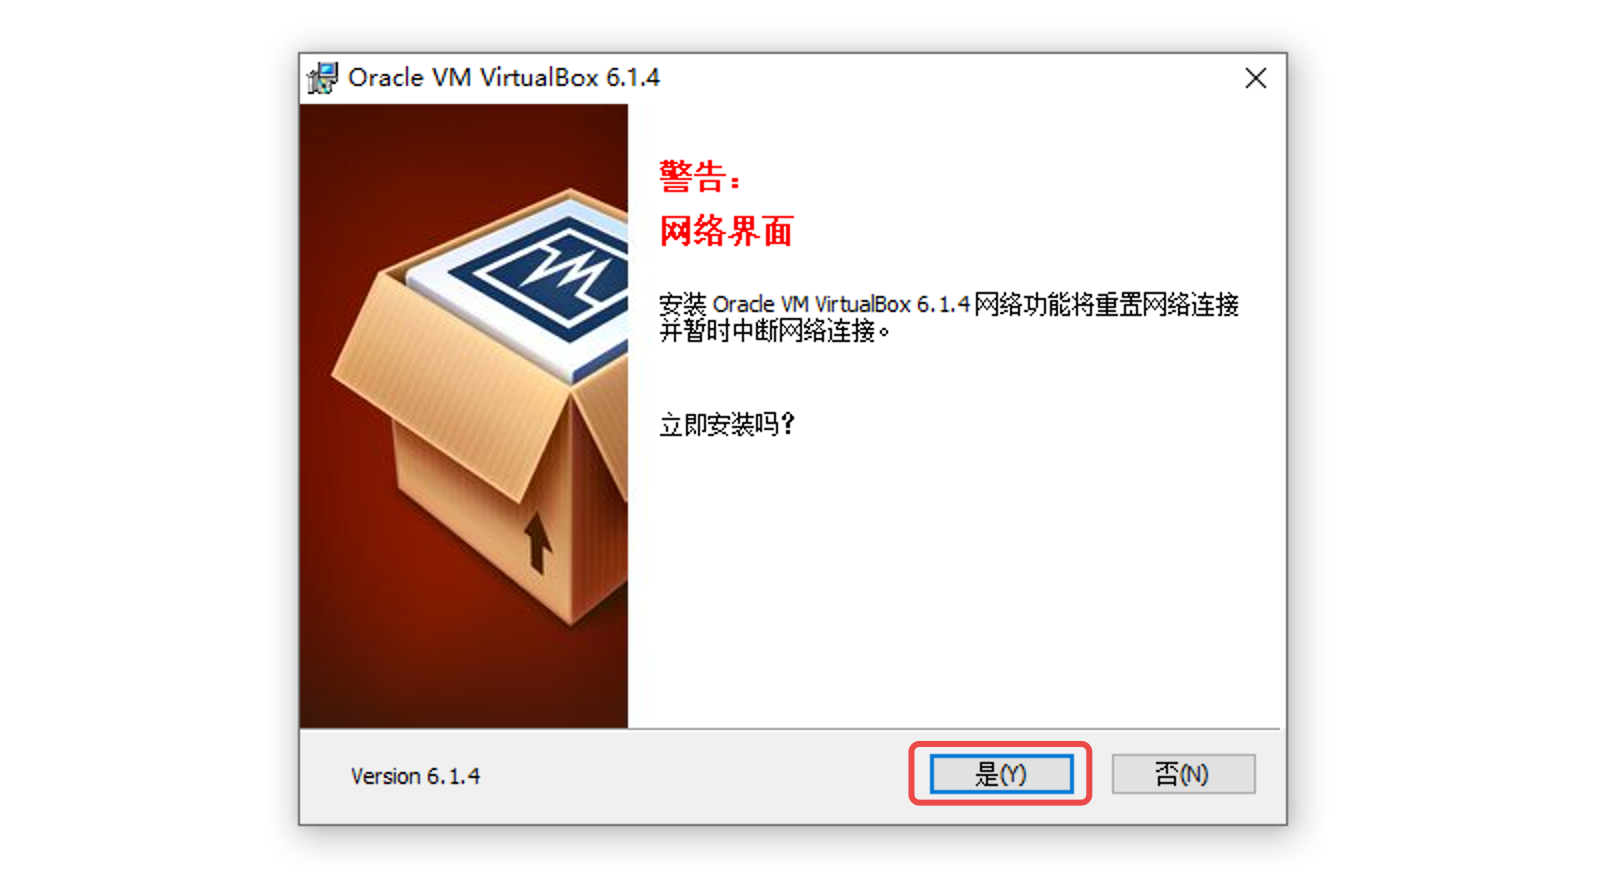 Oracle VM VirtualBox 6.1.4
警告：
网络界面
安装 Oracle VM VirtualBox 6.1.4 网络功能将重置网络连接
并暂时中断网络连接。
立即安装吗？
Version 6.1.4
是(Y)
否(N)